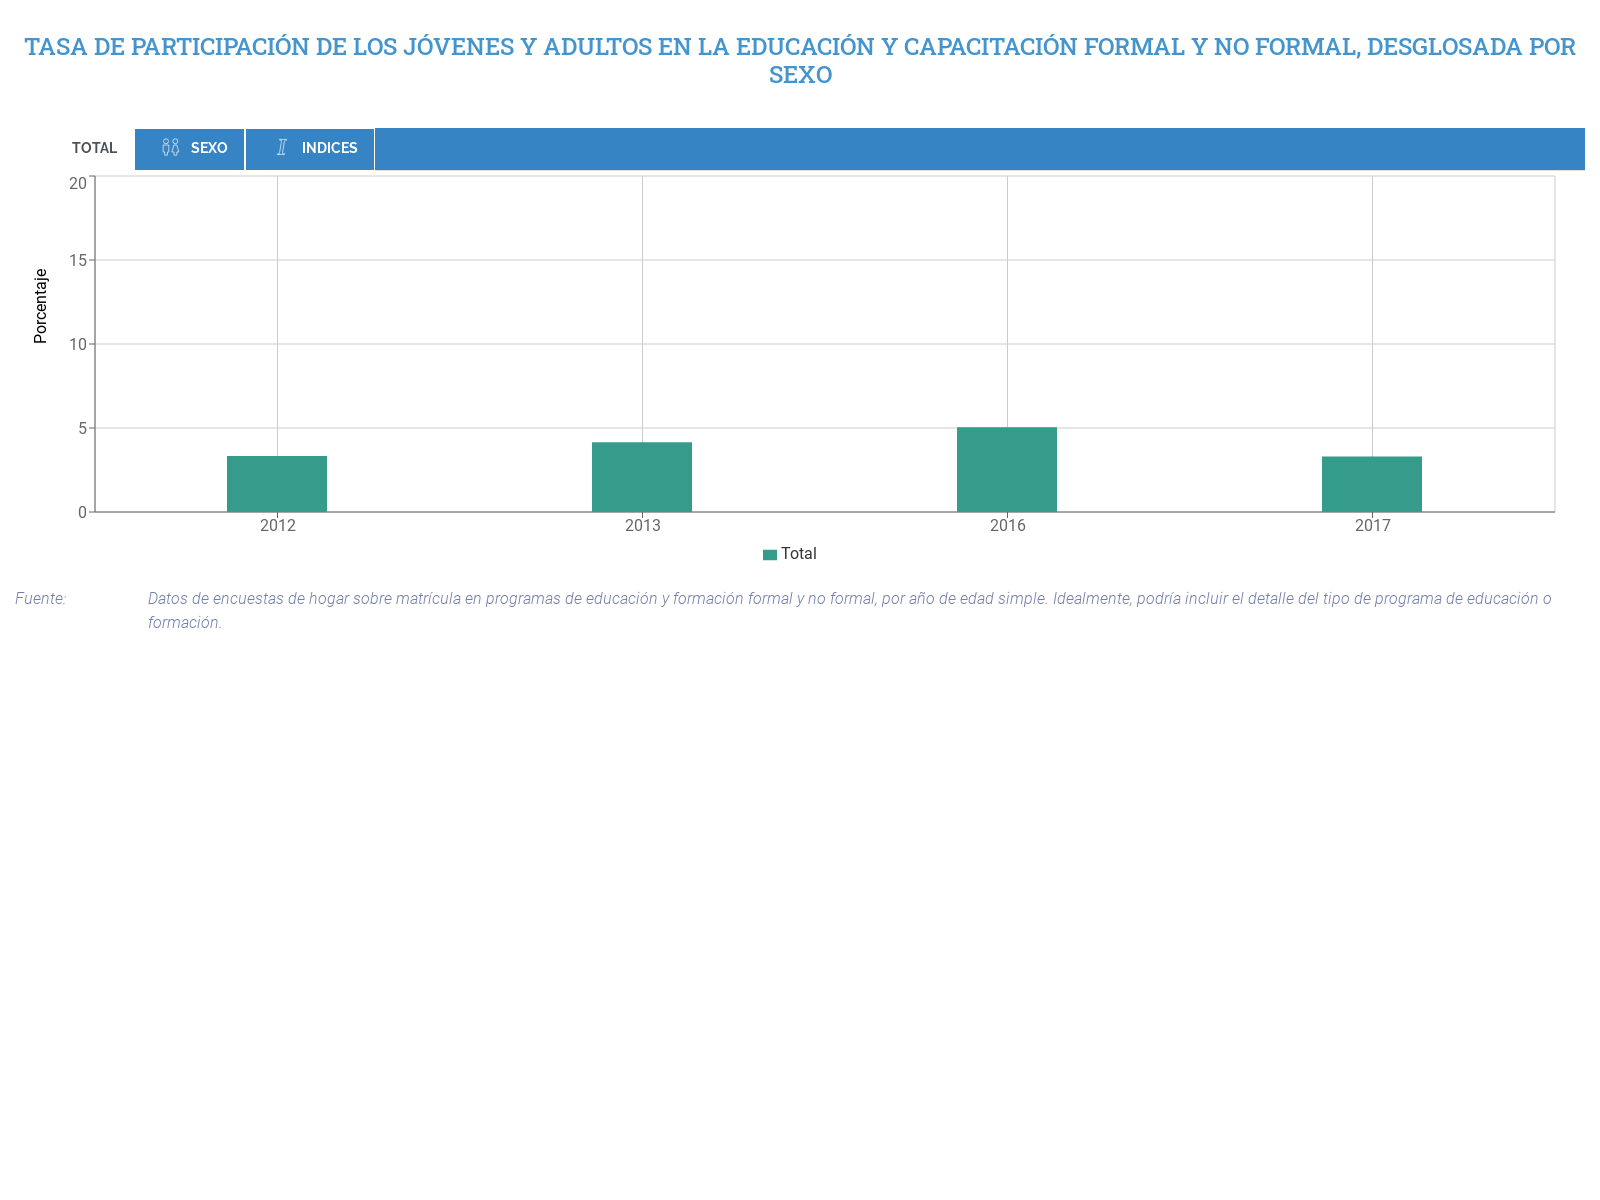 TASA DE PARTICIPACIÓN DE LOS JÓVENES Y ADULTOS EN LA EDUCACIÓN Y CAPACITACIÓN FORMAL Y NO FORMAL, DESGLOSADA POR
SEXO
TOTAL SEXO INDICES
Porcentaje
20
15
10
5
0
2012 2013 2016 2017
Total
Fuente: Datos de encuestas de hogar sobre matrícula en programas de educación y formación formal y no formal, por año de edad simple. Idealmente, podría incluir el detalle del tipo de programa de educación o
formación.